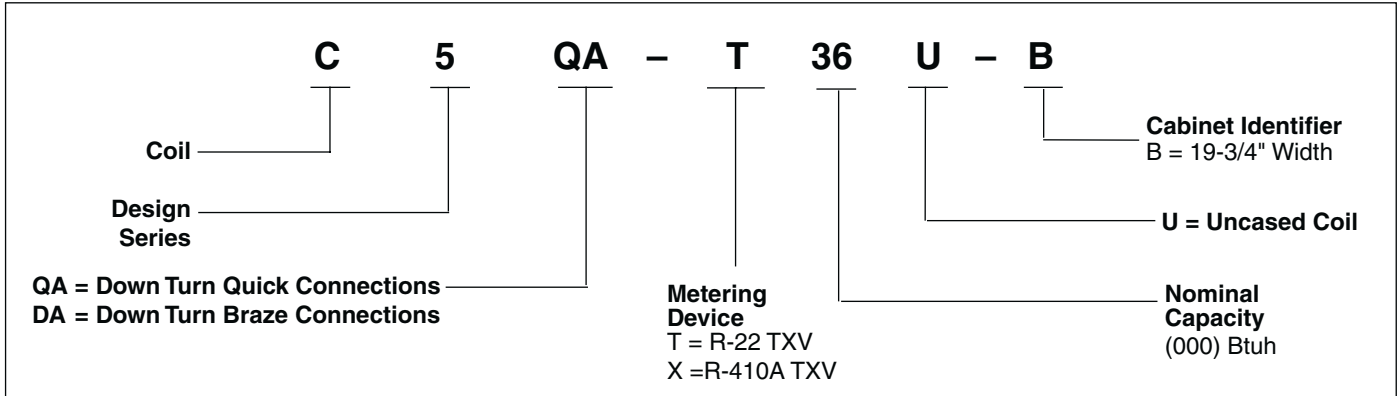 C 5 QA – T 36 U – B
Coil
Design
Series
QA = Down Turn Quick Connections
DA = Down Turn Braze Connections
Metering
Device
T = R-22 TXV
X =R-410A TXV
Cabinet Identifier
B = 19-3/4" Width
U = Uncased Coil
Nominal
Capacity
(000) Btuh